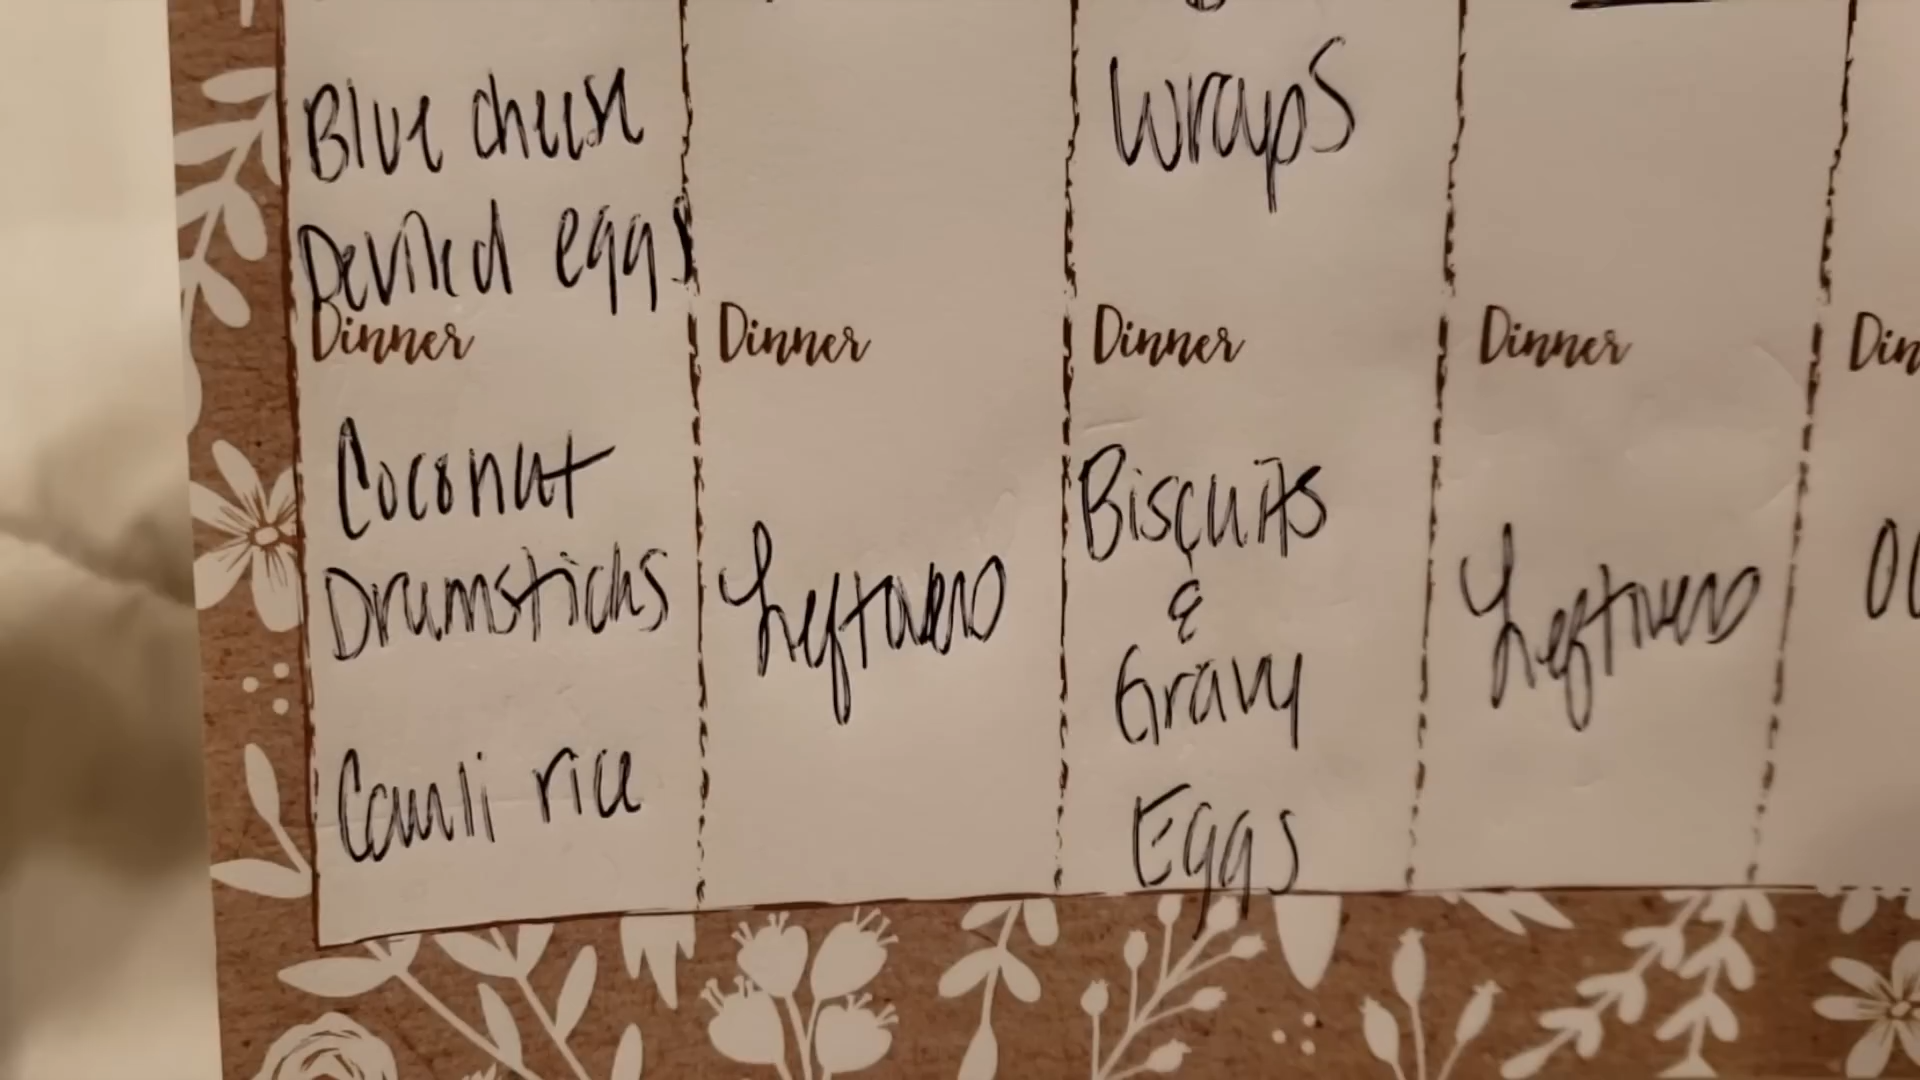 Blue cheese
Deviled eggs
Wraps
Dinner
Dinner
Dinner
Dinner
Coconut
Drumsticks
Cauli rice
Leftovers
Biscuits
&
Gravy
Eggs
Leftovers